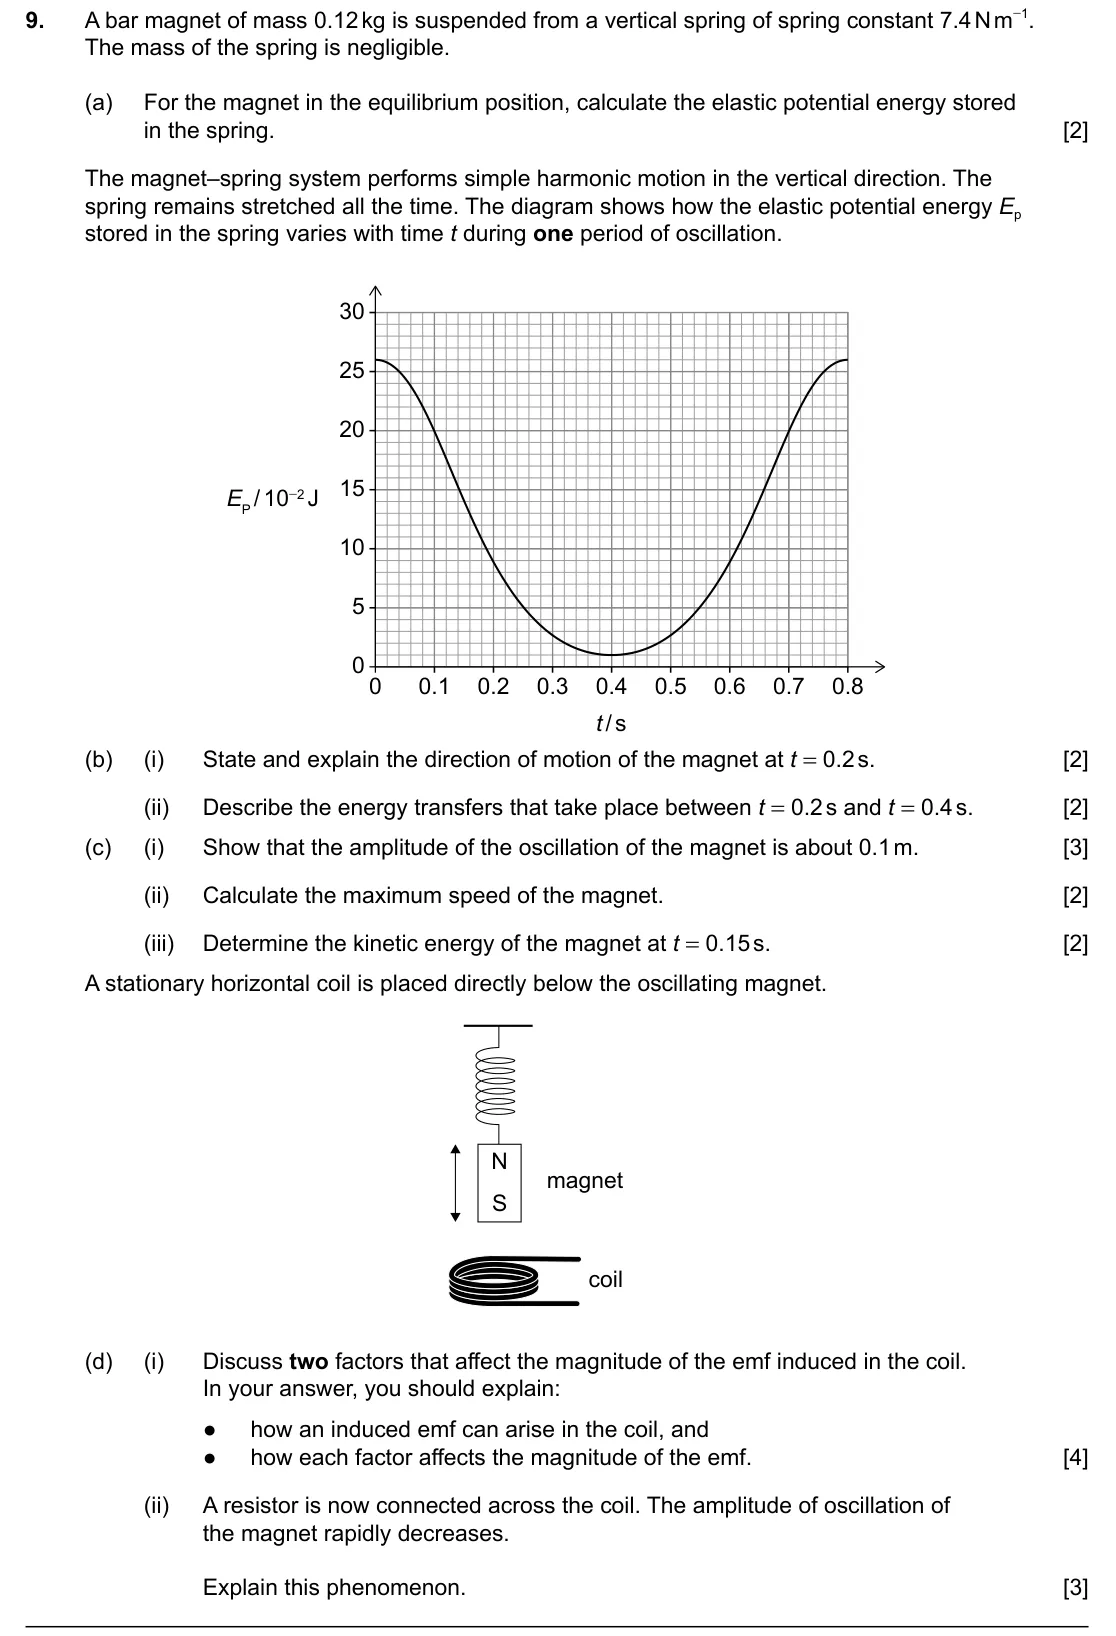 9. A bar magnet of mass 0.12 kg is suspended from a vertical spring of spring constant 7.4 N m⁻¹.
The mass of the spring is negligible.
(a) For the magnet in the equilibrium position, calculate the elastic potential energy stored
in the spring. [2]
The magnet–spring system performs simple harmonic motion in the vertical direction. The
spring remains stretched all the time. The diagram shows how the elastic potential energy Eₚ
stored in the spring varies with time t during one period of oscillation.
30
25
20
15
10
5
0
E_P / 10⁻² J
0 0.1 0.2 0.3 0.4 0.5 0.6 0.7 0.8
t / s
(b) (i) State and explain the direction of motion of the magnet at t = 0.2 s. [2]
(ii) Describe the energy transfers that take place between t = 0.2 s and t = 0.4 s. [2]
(c) (i) Show that the amplitude of the oscillation of the magnet is about 0.1 m. [3]
(ii) Calculate the maximum speed of the magnet. [2]
(iii) Determine the kinetic energy of the magnet at t = 0.15 s. [2]
A stationary horizontal coil is placed directly below the oscillating magnet.
N
magnet
S
coil
(d) (i) Discuss two factors that affect the magnitude of the emf induced in the coil.
In your answer, you should explain:
● how an induced emf can arise in the coil, and
● how each factor affects the magnitude of the emf. [4]
(ii) A resistor is now connected across the coil. The amplitude of oscillation of
the magnet rapidly decreases.
Explain this phenomenon. [3]